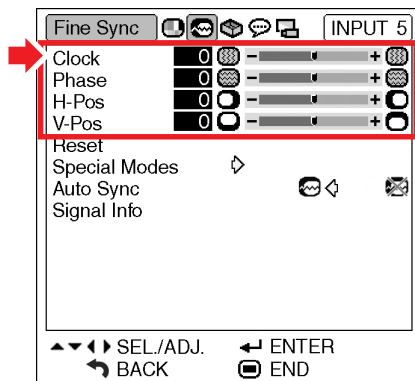 Fine Sync INPUT 5
Clock 0 - +
Phase 0 - +
H-Pos 0 - +
V-Pos 0 - +
Reset
Special Modes
Auto Sync
Signal Info
SEL./ADJ. ENTER
BACK END